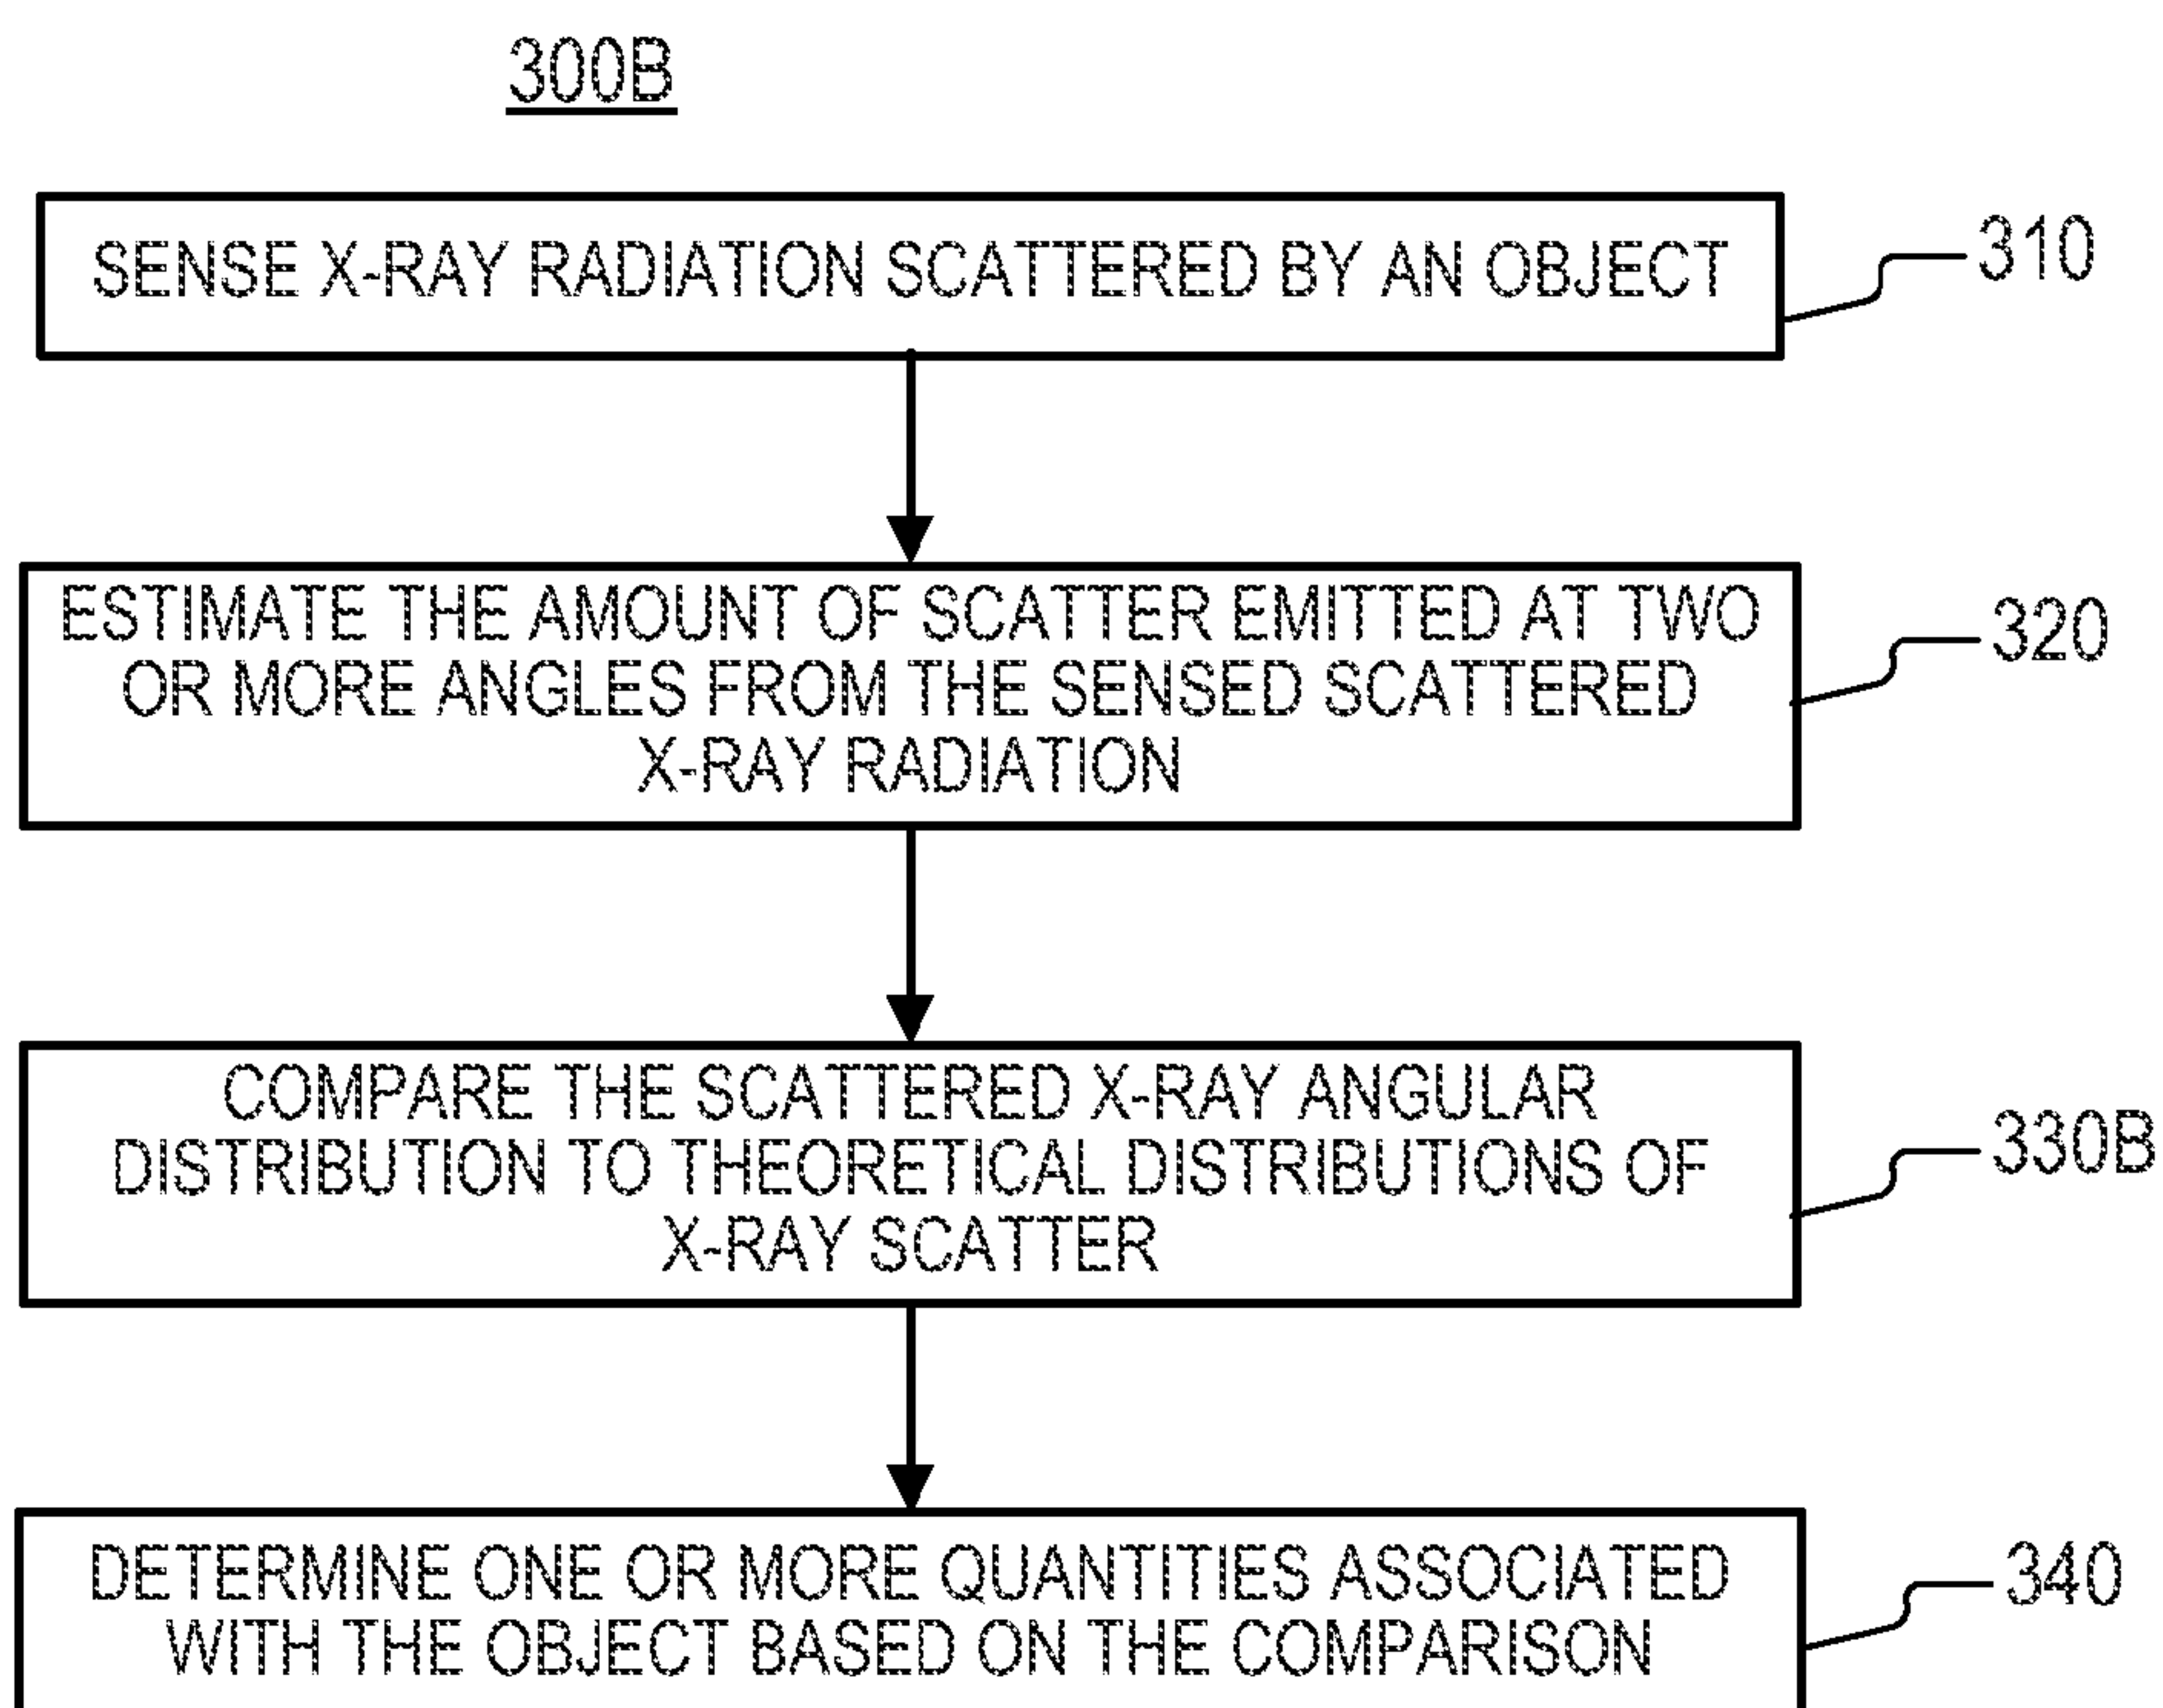 300B
SENSE X-RAY RADIATION SCATTERED BY AN OBJECT
310
ESTIMATE THE AMOUNT OF SCATTER EMITTED AT TWO
OR MORE ANGLES FROM THE SENSED SCATTERED
X-RAY RADIATION
320
COMPARE THE SCATTERED X-RAY ANGULAR
DISTRIBUTION TO THEORETICAL DISTRIBUTIONS OF
X-RAY SCATTER
330B
DETERMINE ONE OR MORE QUANTITIES ASSOCIATED
WITH THE OBJECT BASED ON THE COMPARISON
340